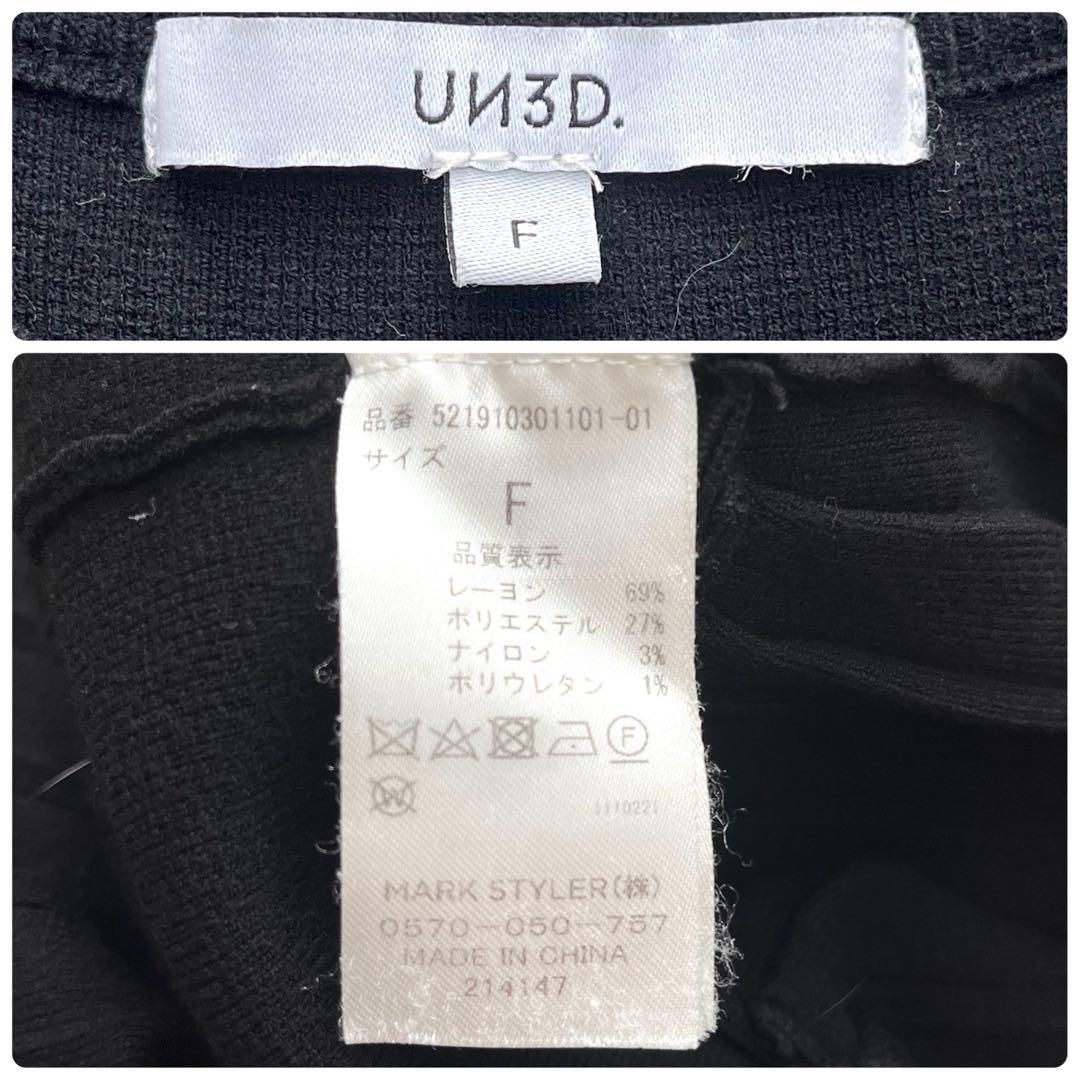 UN3D.
F
品番 521910301101-01
サイズ
F
品質表示
レーヨン 69%
ポリエステル 27%
ナイロン 3%
ポリウレタン 1%
F
W
1110221
MARK STYLER(株)
0570-050-757
MADE IN CHINA
214147